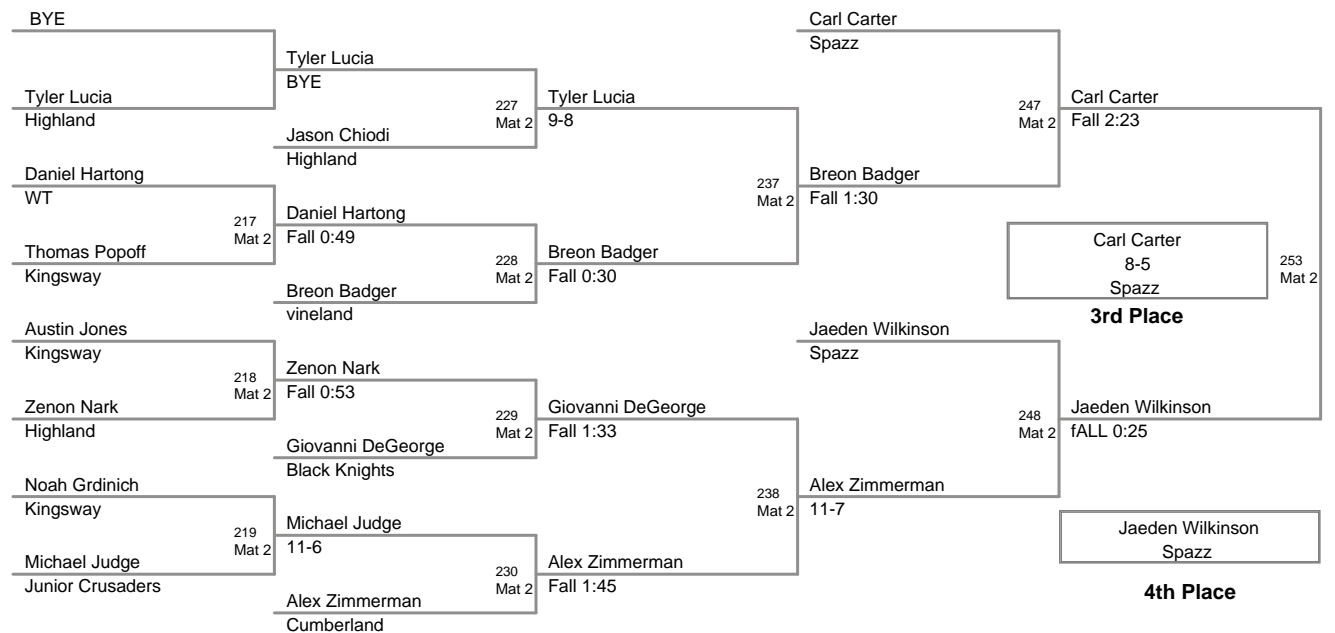 BYE
Tyler Lucia
Highland
Daniel Hartong
WT
Thomas Popoff
Kingsway
Austin Jones
Kingsway
Zenon Nark
Highland
Noah Grdinich
Kingsway
Michael Judge
Junior Crusaders
217
Mat 2
218
Mat 2
219
Mat 2
Tyler Lucia
BYE
Jason Chiodi
Highland
Daniel Hartong
Fall 0:49
Breon Badger
vineland
Zenon Nark
Fall 0:53
Giovanni DeGeorge
Black Knights
Michael Judge
11-6
Alex Zimmerman
Cumberland
227
Mat 2
228
Mat 2
229
Mat 2
230
Mat 2
Tyler Lucia
9-8
Breon Badger
Fall 0:30
Giovanni DeGeorge
Fall 1:33
Alex Zimmerman
Fall 1:45
237
Mat 2
238
Mat 2
Carl Carter
Spazz
Breon Badger
Fall 1:30
Jaeden Wilkinson
Spazz
Alex Zimmerman
11-7
247
Mat 2
248
Mat 2
Carl Carter
Fall 2:23
Jaeden Wilkinson
fALL 0:25
253
Mat 2
Carl Carter
8-5
Spazz
3rd Place
Jaeden Wilkinson
Spazz
4th Place